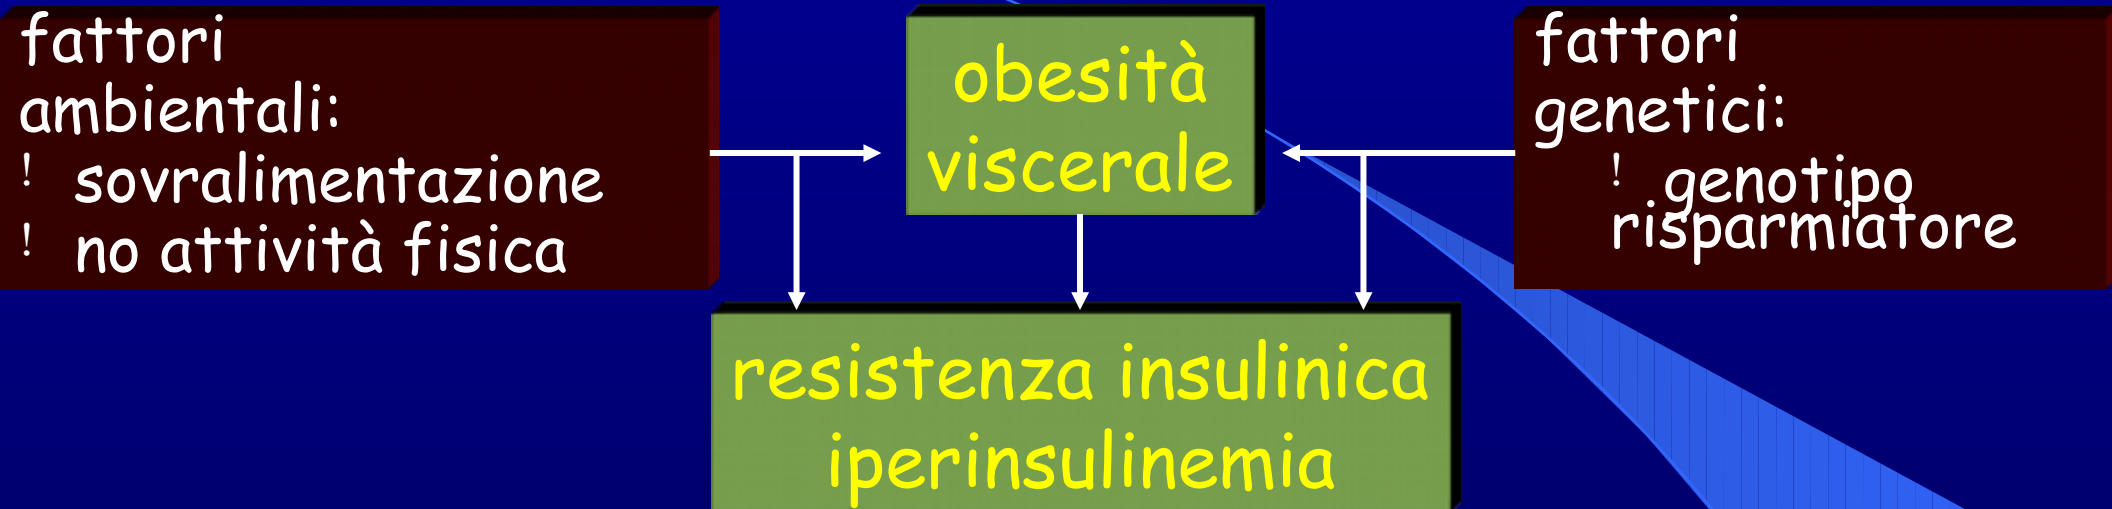 fattori
ambientali:
! sovralimentazione
! no attività fisica
obesità
viscerale
fattori
genetici:
! genotipo
risparmiatore
resistenza insulinica
iperinsulinemia